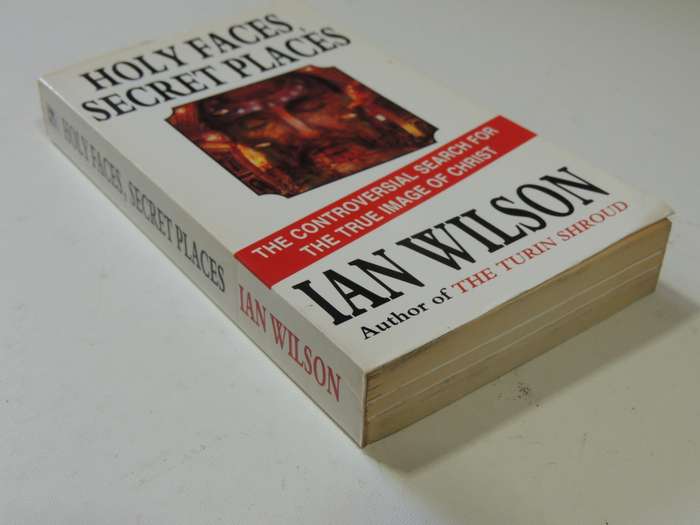 HOLY FACES,
SECRET PLACES
THE CONTROVERSIAL SEARCH FOR
THE TRUE IMAGE OF CHRIST
IAN WILSON
Author of THE TURIN SHROUD
HOLY FACES, SECRET PLACES IAN WILSON